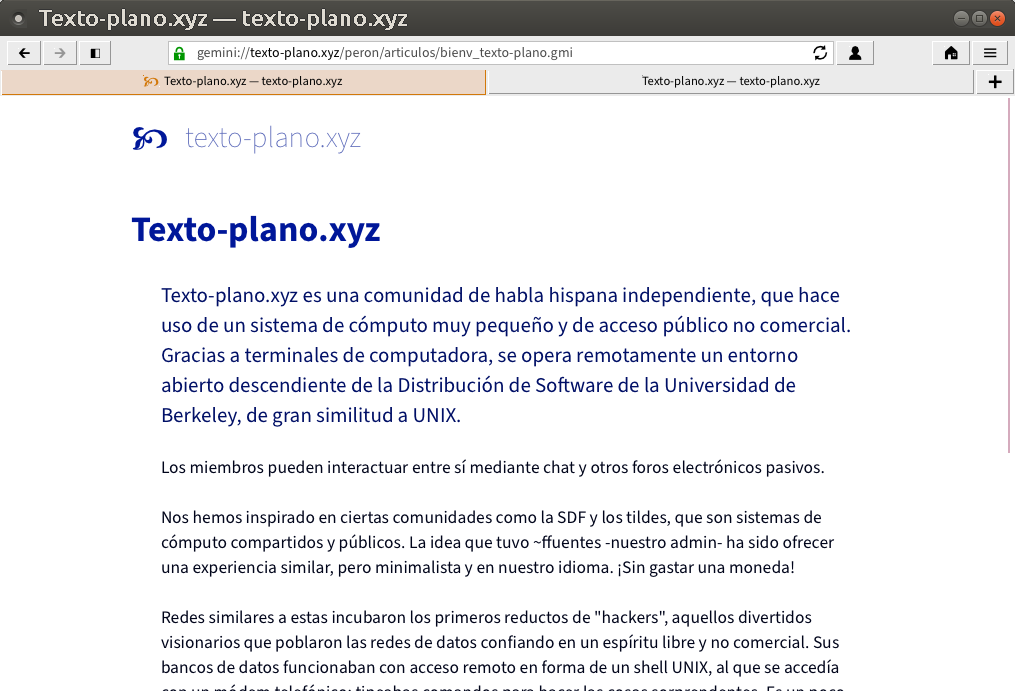 Texto-plano.xyz — texto-plano.xyz
gemini://texto-plano.xyz/peron/articulos/bienv_texto-plano.gmi
Texto-plano.xyz — texto-plano.xyz
Texto-plano.xyz — texto-plano.xyz
texto-plano.xyz
Texto-plano.xyz
Texto-plano.xyz es una comunidad de habla hispana independiente, que hace
uso de un sistema de cómputo muy pequeño y de acceso público no comercial.
Gracias a terminales de computadora, se opera remotamente un entorno
abierto descendiente de la Distribución de Software de la Universidad de
Berkeley, de gran similitud a UNIX.
Los miembros pueden interactuar entre sí mediante chat y otros foros electrónicos pasivos.
Nos hemos inspirado en ciertas comunidades como la SDF y los tildes, que son sistemas de
cómputo compartidos y públicos. La idea que tuvo ~ffuentes -nuestro admin- ha sido ofrecer
una experiencia similar, pero minimalista y en nuestro idioma. ¡Sin gastar una moneda!
Redes similares a estas incubaron los primeros reductos de "hackers", aquellos divertidos
visionarios que poblaron las redes de datos confiando en un espíritu libre y no comercial. Sus
bancos de datos funcionaban con acceso remoto en forma de un shell UNIX, al que se accedía